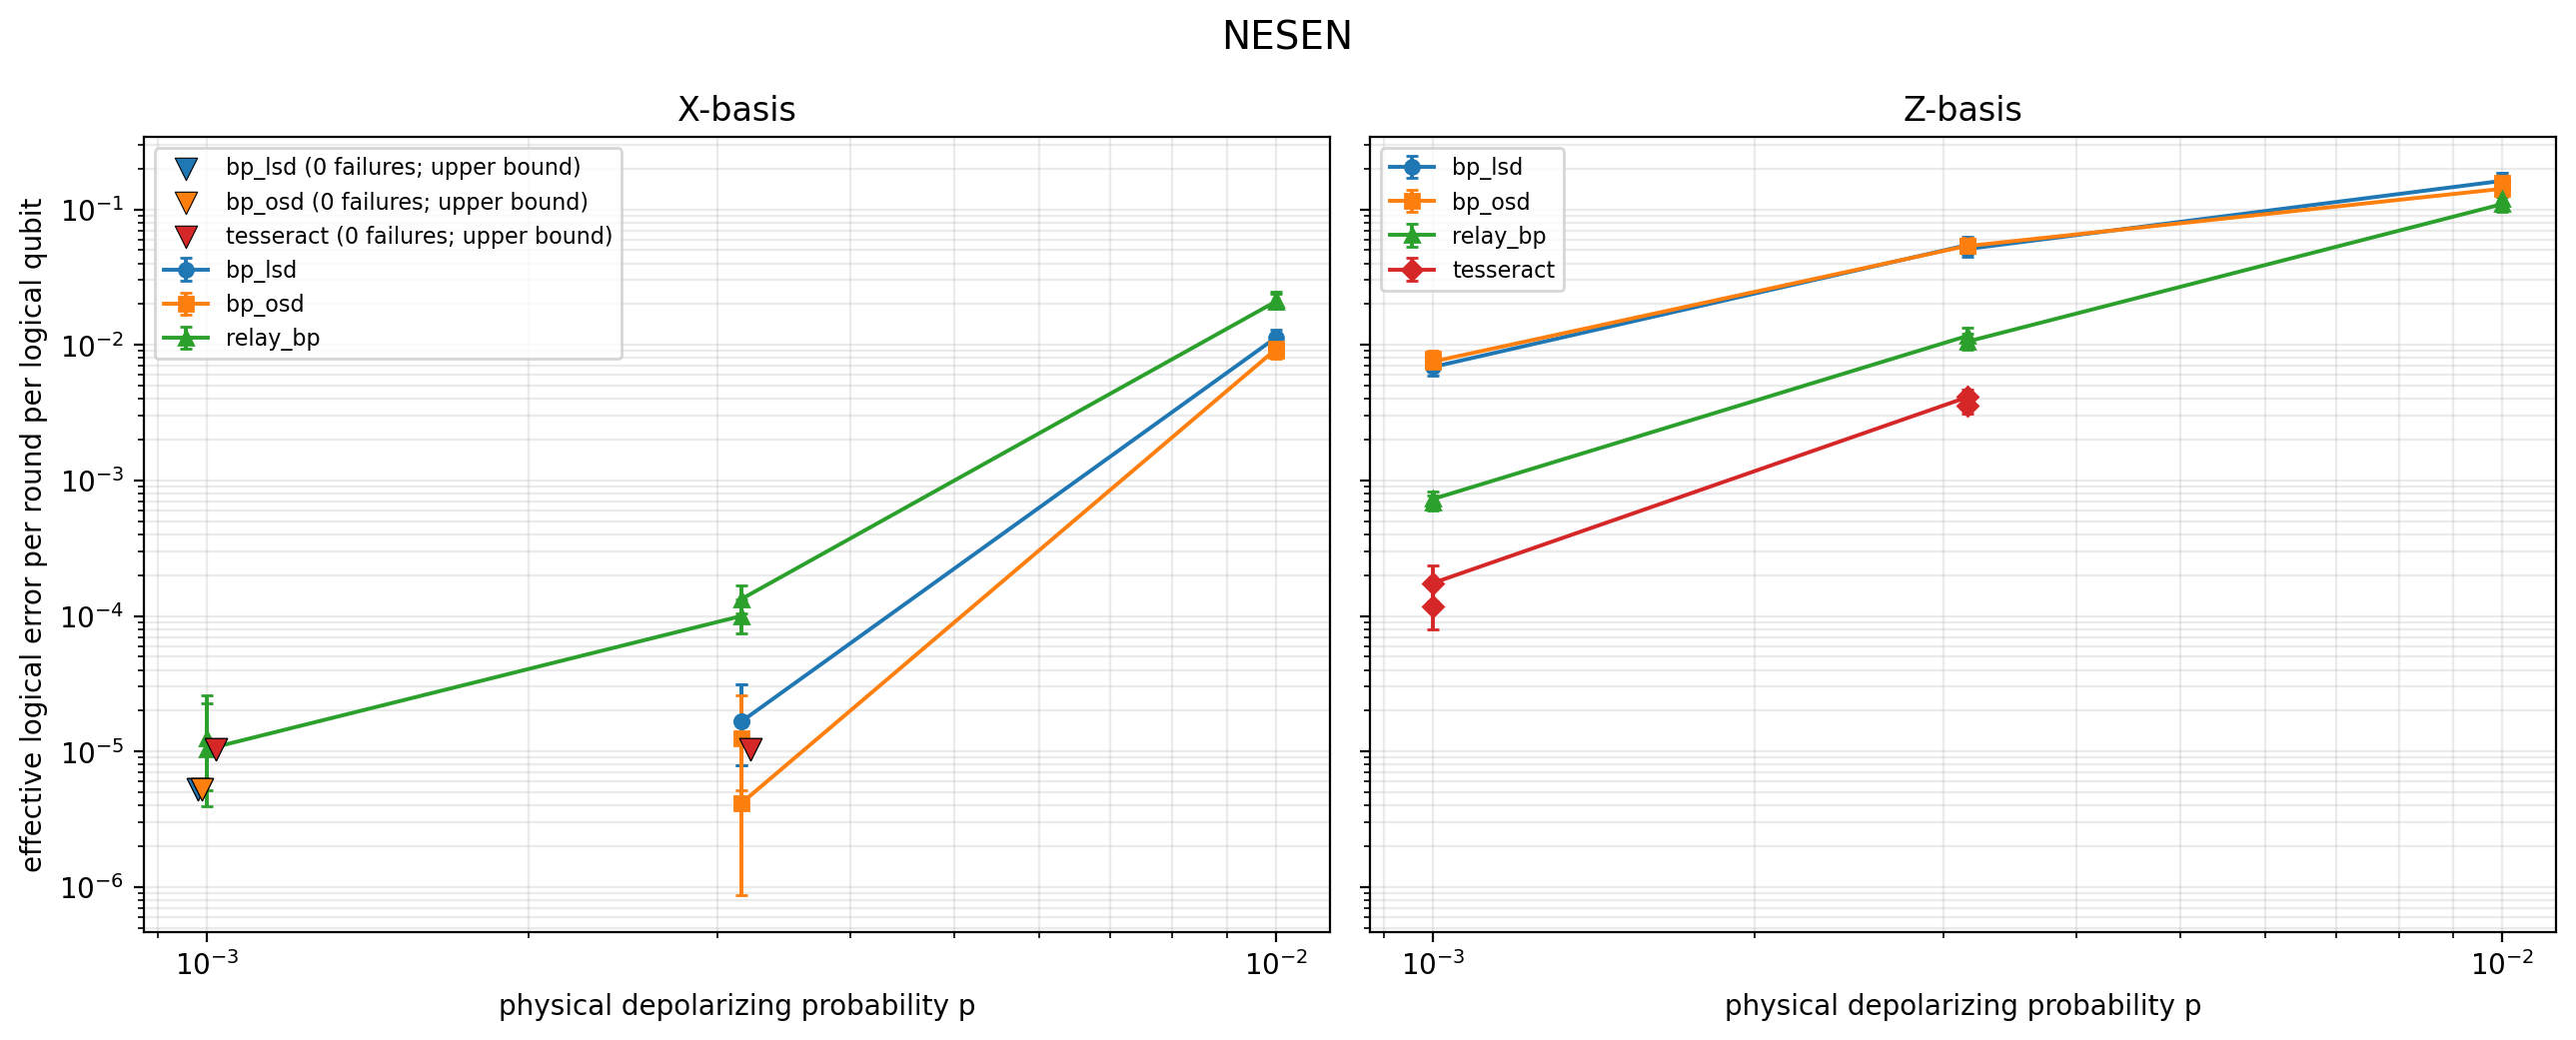 NESEN
X-basis
Z-basis
effective logical error per round per logical qubit
10⁻¹
10⁻²
10⁻³
10⁻⁴
10⁻⁵
10⁻⁶
bp_lsd (0 failures; upper bound)
bp_osd (0 failures; upper bound)
tesseract (0 failures; upper bound)
bp_lsd
bp_osd
relay_bp
10⁻³
10⁻²
physical depolarizing probability p
bp_lsd
bp_osd
relay_bp
tesseract
10⁻³
10⁻²
physical depolarizing probability p